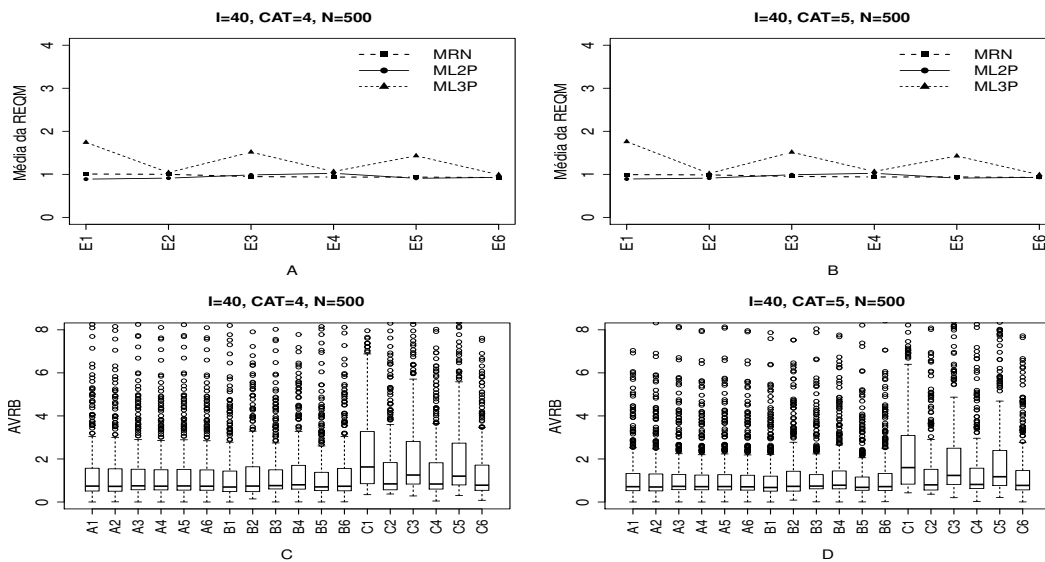 I=40, CAT=4, N=500
Média da REQM
4
3
2
1
0
MRN
ML2P
ML3P
E1 E2 E3 E4 E5 E6
A
I=40, CAT=5, N=500
Média da REQM
4
3
2
1
0
MRN
ML2P
ML3P
E1 E2 E3 E4 E5 E6
B
I=40, CAT=4, N=500
AVRB
8
6
4
2
0
A1 A2 A3 A4 A5 A6 B1 B2 B3 B4 B5 B6 C1 C2 C3 C4 C5 C6
C
I=40, CAT=5, N=500
AVRB
8
6
4
2
0
A1 A2 A3 A4 A5 A6 B1 B2 B3 B4 B5 B6 C1 C2 C3 C4 C5 C6
D